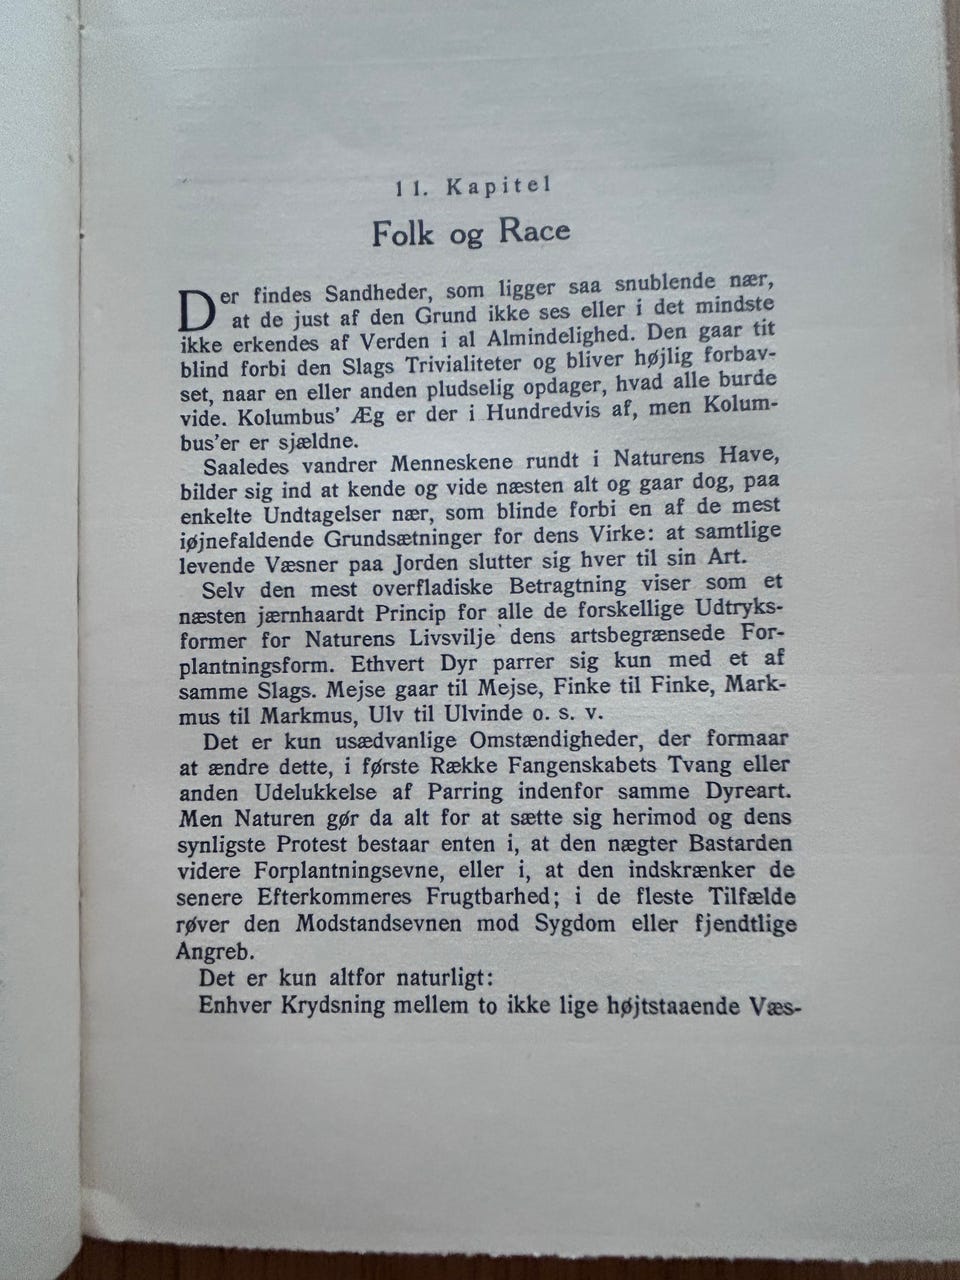 11. Kapitel
Folk og Race
Der findes Sandheder, som ligger saa snublende nær,
at de just af den Grund ikke ses eller i det mindste
ikke erkendes af Verden i al Almindelighed. Den gaar tit
blind forbi den Slags Trivialiteter og bliver højlig forbav-
set, naar en eller anden pludselig opdager, hvad alle burde
vide. Kolumbus’ Æg er der i Hundredvis af, men Kolum-
bus’er er sjældne.
Saaledes vandrer Menneskene rundt i Naturens Have,
bilder sig ind at kende og vide næsten alt og gaar dog, paa
enkelte Undtagelser nær, som blinde forbi en af de mest
iøjnefaldende Grundsætninger for dens Virke: at samtlige
levende Væsner paa Jorden slutter sig hver til sin Art.
Selv den mest overfladiske Betragtning viser som et
næsten jærnhaardt Princip for alle de forskellige Udtryks-
former for Naturens Livsvilje dens artsbegrænsede For-
plantningsform. Ethvert Dyr parrer sig kun med et af
samme Slags. Mejse gaar til Mejse, Finke til Finke, Mark-
mus til Markmus, Ulv til Ulvinde o. s. v.
Det er kun usædvanlige Omstændigheder, der formaar
at ændre dette, i første Række Fangenskabets Tvang eller
anden Udelukkelse af Parring indenfor samme Dyreart.
Men Naturen gør da alt for at sætte sig herimod og dens
synligste Protest bestaar enten i, at den nægter Bastarden
videre Forplantningsevne, eller i, at den indskrænker de
senere Efterkommeres Frugtbarhed; i de fleste Tilfælde
røver den Modstandsevnen mod Sygdom eller fjendtlige
Angreb.
Det er kun altfor naturligt:
Enhver Krydsning mellem to ikke lige højtstaaende Væs-